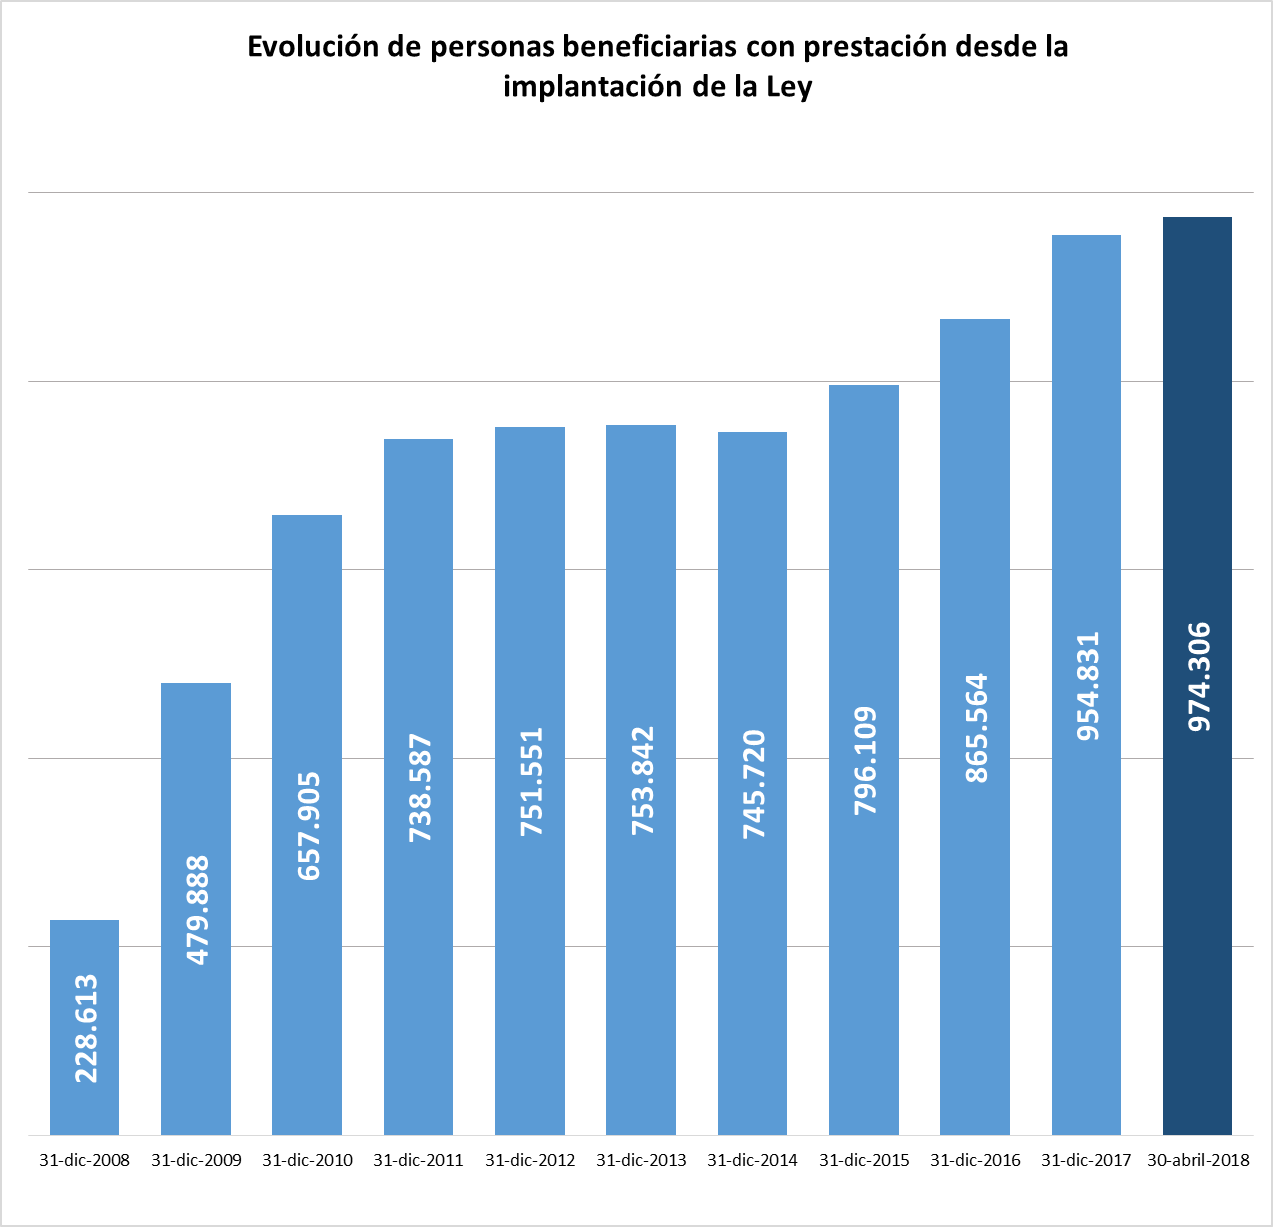 Evolución de personas beneficiarias con prestación desde la
implantación de la Ley
228.613
479.888
657.905
738.587
751.551
753.842
745.720
796.109
865.564
954.831
974.306
31-dic-2008
31-dic-2009
31-dic-2010
31-dic-2011
31-dic-2012
31-dic-2013
31-dic-2014
31-dic-2015
31-dic-2016
31-dic-2017
30-abril-2018